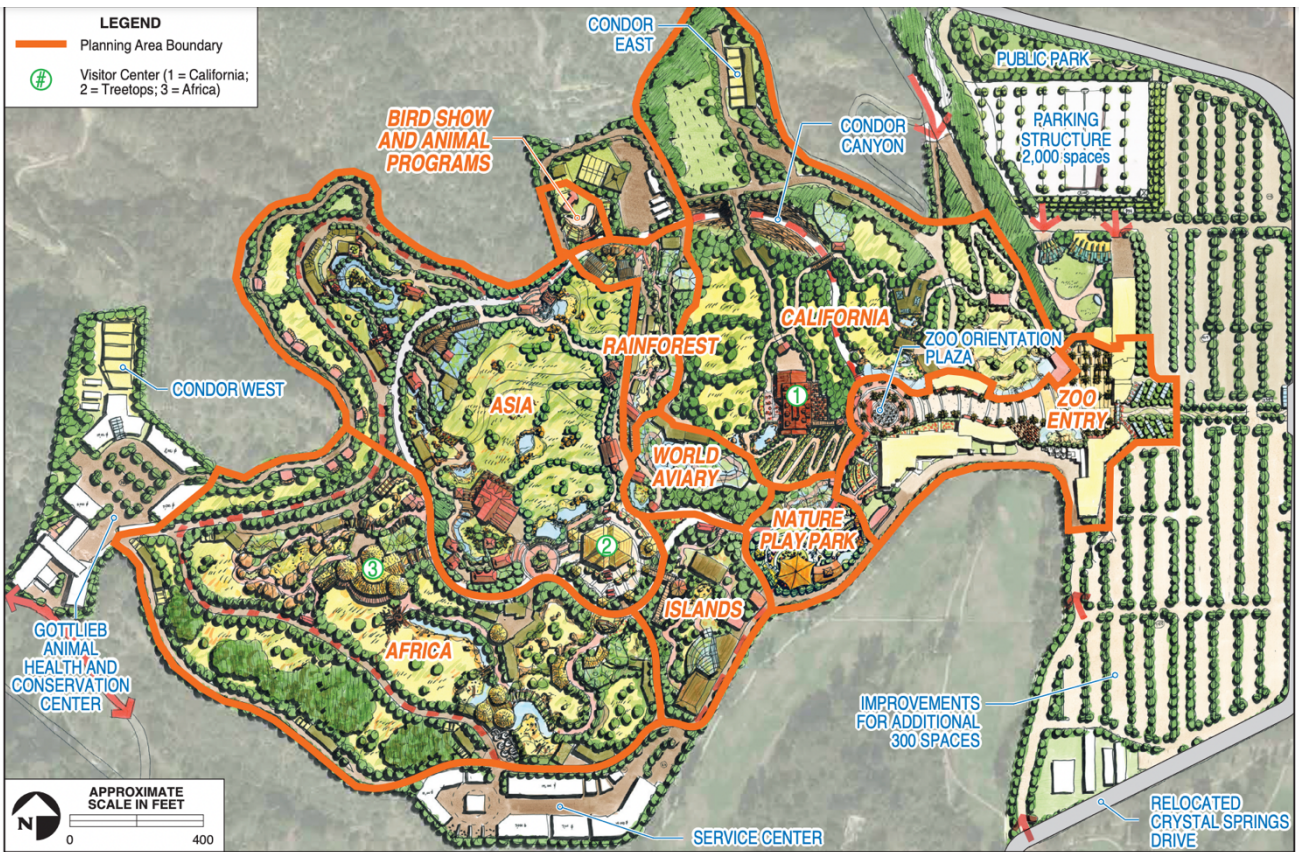 LEGEND
Planning Area Boundary
#
Visitor Center (1 = California;
2 = Treetops; 3 = Africa)
CONDOR
EAST
PUBLIC PARK
BIRD SHOW
AND ANIMAL
PROGRAMS
CONDOR
CANYON
PARKING
STRUCTURE
2,000 spaces
CALIFORNIA
RAINFOREST
ZOO ORIENTATION
PLAZA
CONDOR WEST
ASIA
1
ZOO
ENTRY
WORLD
AVIARY
NATURE
PLAY PARK
2
3
ISLANDS
AFRICA
GOTTLIEB
ANIMAL
HEALTH AND
CONSERVATION
CENTER
IMPROVEMENTS
FOR ADDITIONAL
300 SPACES
APPROXIMATE
SCALE IN FEET
N
0
400
SERVICE CENTER
RELOCATED
CRYSTAL SPRINGS
DRIVE